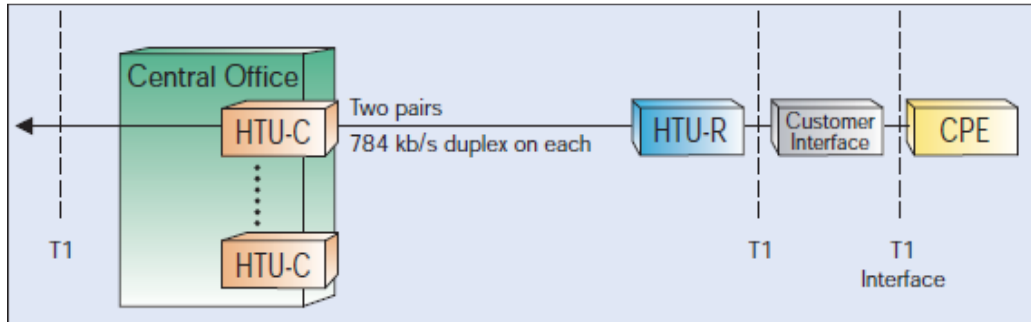 Central Office
HTU-C
HTU-C
Two pairs
784 kb/s duplex on each
HTU-R
Customer
Interface
CPE
T1
T1
T1
Interface